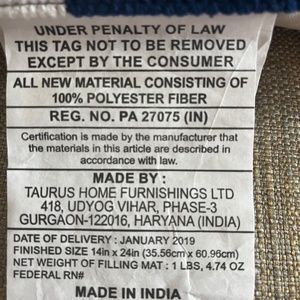 UNDER PENALTY OF LAW
THIS TAG NOT TO BE REMOVED
EXCEPT BY THE CONSUMER
ALL NEW MATERIAL CONSISTING OF
100% POLYESTER FIBER
REG. NO. PA 27075 (IN)
Certification is made by the manufacturer that
the materials in this article are described in
accordance with law.
MADE BY :
TAURUS HOME FURNISHINGS LTD
418, UDYOG VIHAR, PHASE-3
GURGAON-122016, HARYANA (INDIA)
DATE OF DELIVERY : JANUARY 2019
FINISHED SIZE 14in x 24in (35.56cm x 60.96cm)
NET WEIGHT OF FILLING MAT : 1 LBS, 4.74 OZ
FEDERAL RN#
MADE IN INDIA